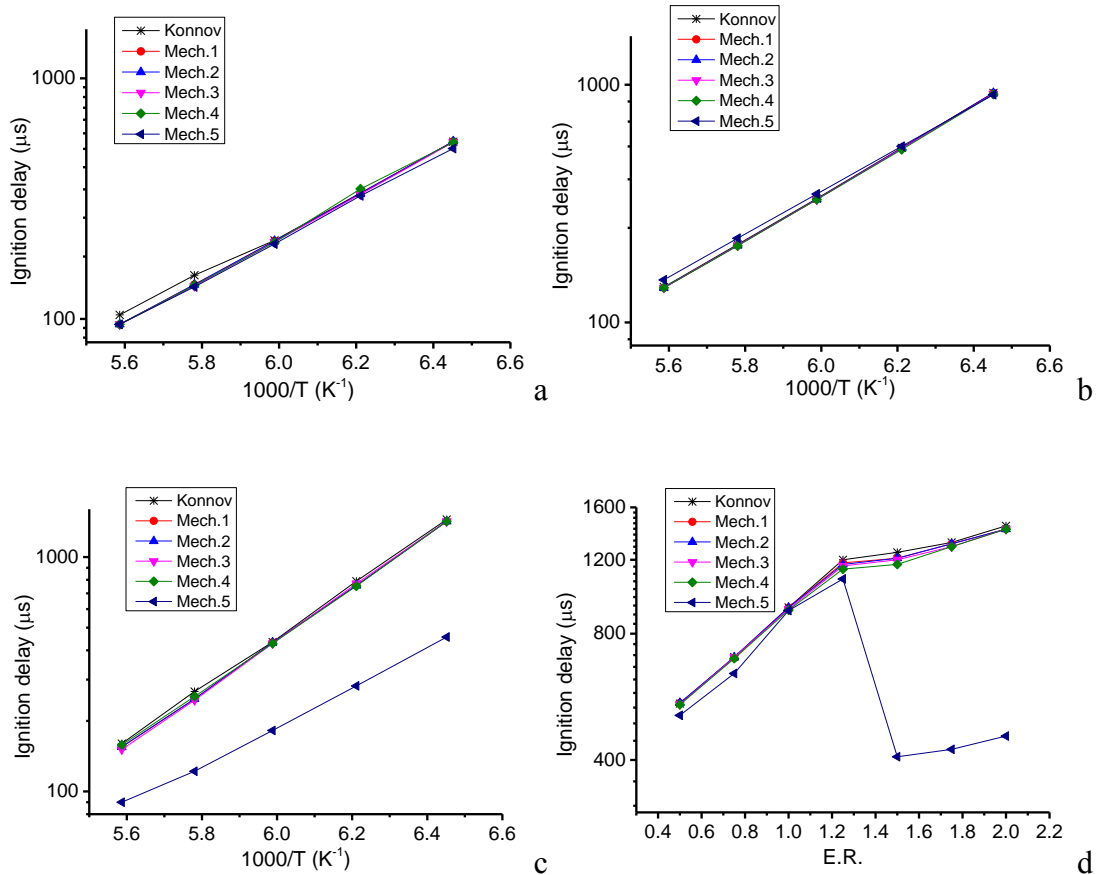 Konnov
Mech.1
Mech.2
Mech.3
Mech.4
Mech.5
1000
100
Ignition delay (μs)
5.6 5.8 6.0 6.2 6.4 6.6
1000/T (K⁻¹)
a
Konnov
Mech.1
Mech.2
Mech.3
Mech.4
Mech.5
1000
100
Ignition delay (μs)
5.6 5.8 6.0 6.2 6.4 6.6
1000/T (K⁻¹)
b
Konnov
Mech.1
Mech.2
Mech.3
Mech.4
Mech.5
1000
100
Ignition delay (μs)
5.6 5.8 6.0 6.2 6.4 6.6
1000/T (K⁻¹)
c
Konnov
Mech.1
Mech.2
Mech.3
Mech.4
Mech.5
1600
1200
800
400
Ignition delay (μs)
0.4 0.6 0.8 1.0 1.2 1.4 1.6 1.8 2.0 2.2
E.R.
d